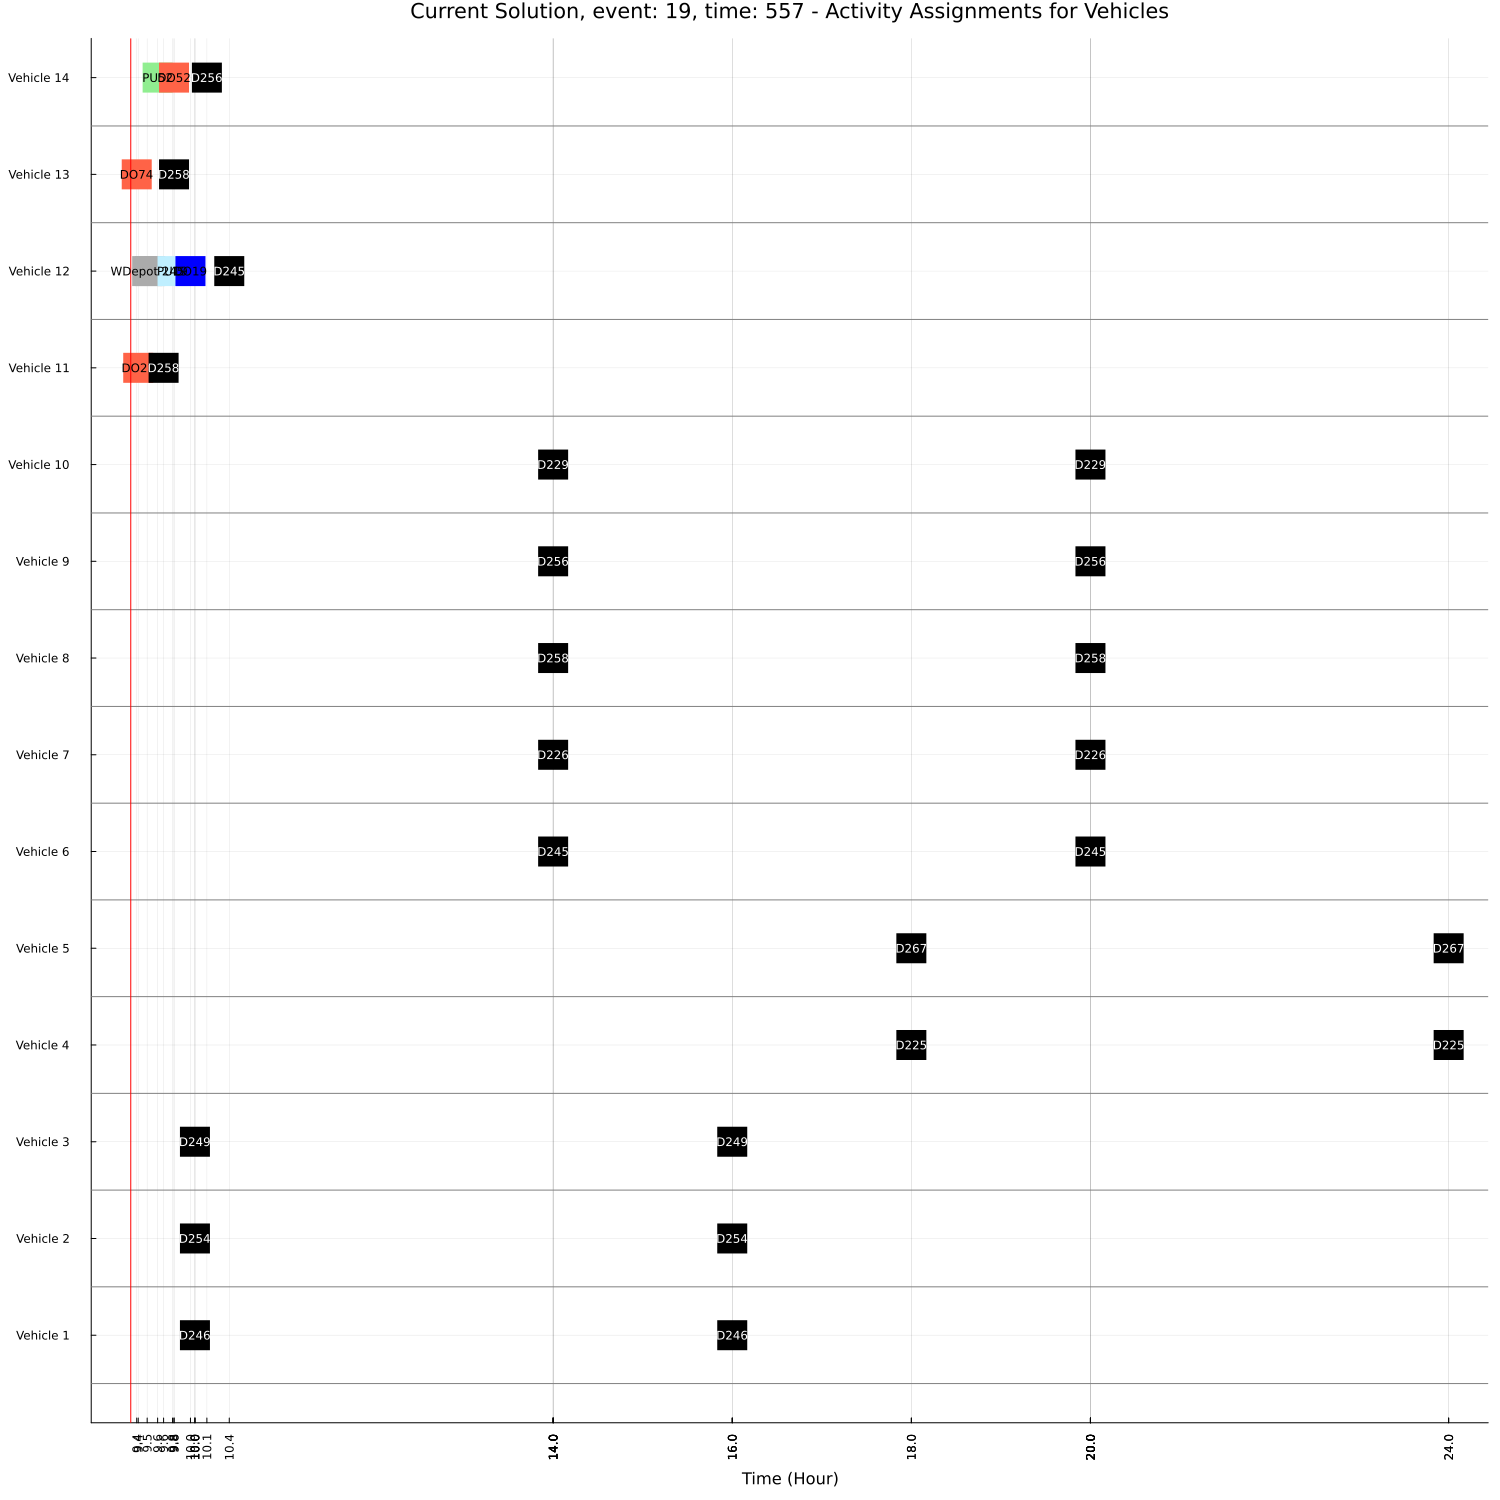 Current Solution, event: 19, time: 557 - Activity Assignments for Vehicles
Vehicle 14 DO52 D256
Vehicle 13 DO74 D258
Vehicle 12 D245
Vehicle 11 D258
Vehicle 10 D229 D229
Vehicle 9 D256 D256
Vehicle 8 D258 D258
Vehicle 7 D226 D226
Vehicle 6 D245 D245
Vehicle 5 D267 D267
Vehicle 4 D225 D225
Vehicle 3 D249 D249
Vehicle 2 D254 D254
Vehicle 1 D246 D246
9.5 10.1 10.4 14.0 16.0 18.0 20.0 24.0
Time (Hour)